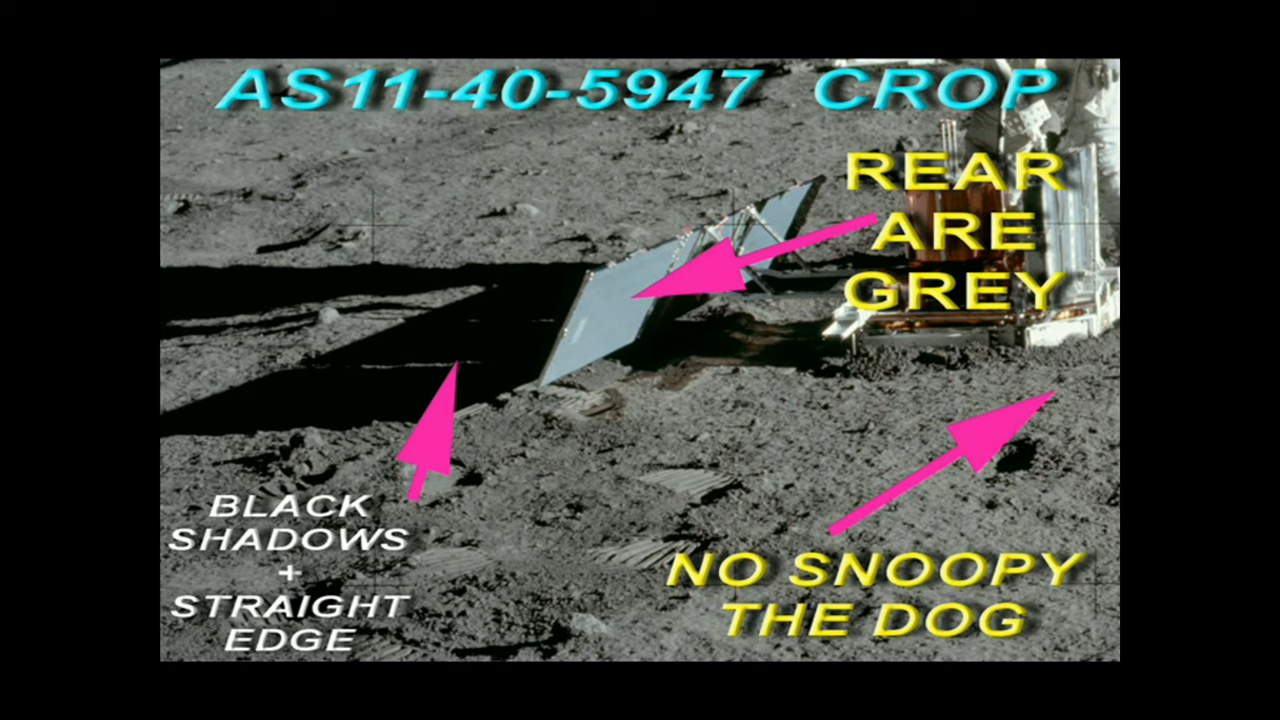 AS11-40-5947 CROP
REAR
ARE
GREY
BLACK
SHADOWS
+
STRAIGHT
EDGE
NO SNOOPY
THE DOG